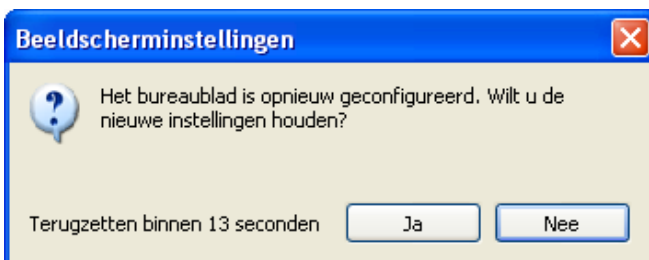 Beeldscherminstellingen
Het bureaublad is opnieuw geconfigureerd. Wilt u de
nieuwe instellingen houden?
Terugzetten binnen 13 seconden
Ja
Nee